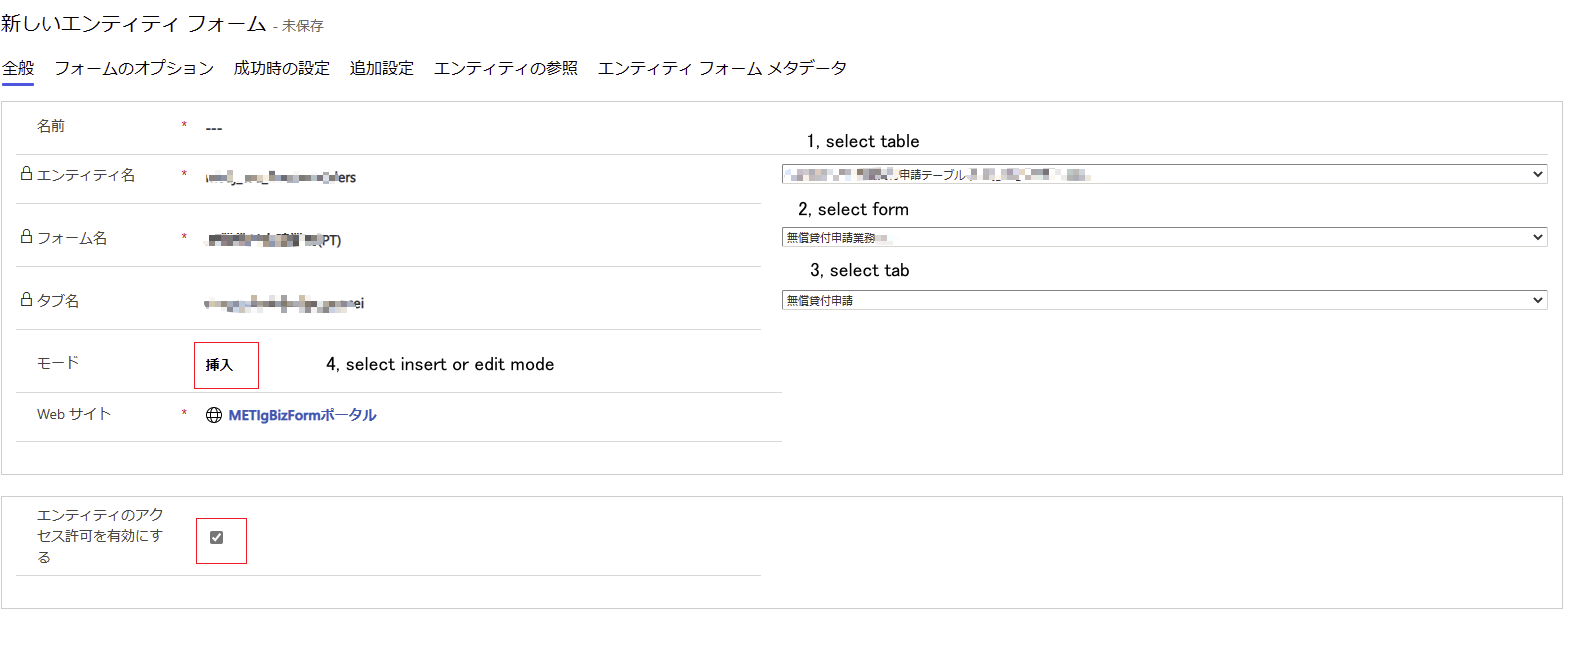 新しいエンティティ フォーム - 未保存
全般 フォームのオプション 成功時の設定 追加設定 エンティティの参照 エンティティ フォーム メタデータ
名前 * ---
1, select table
エンティティ名 * ers 申請テーブル
2, select form
フォーム名 * (PT) 無償貸付申請業務
3, select tab
タブ名 ei 無償貸付申請
モード 挿入 4, select insert or edit mode
Web サイト * METIgBizFormポータル
エンティティのアク
セス許可を有効にす
る